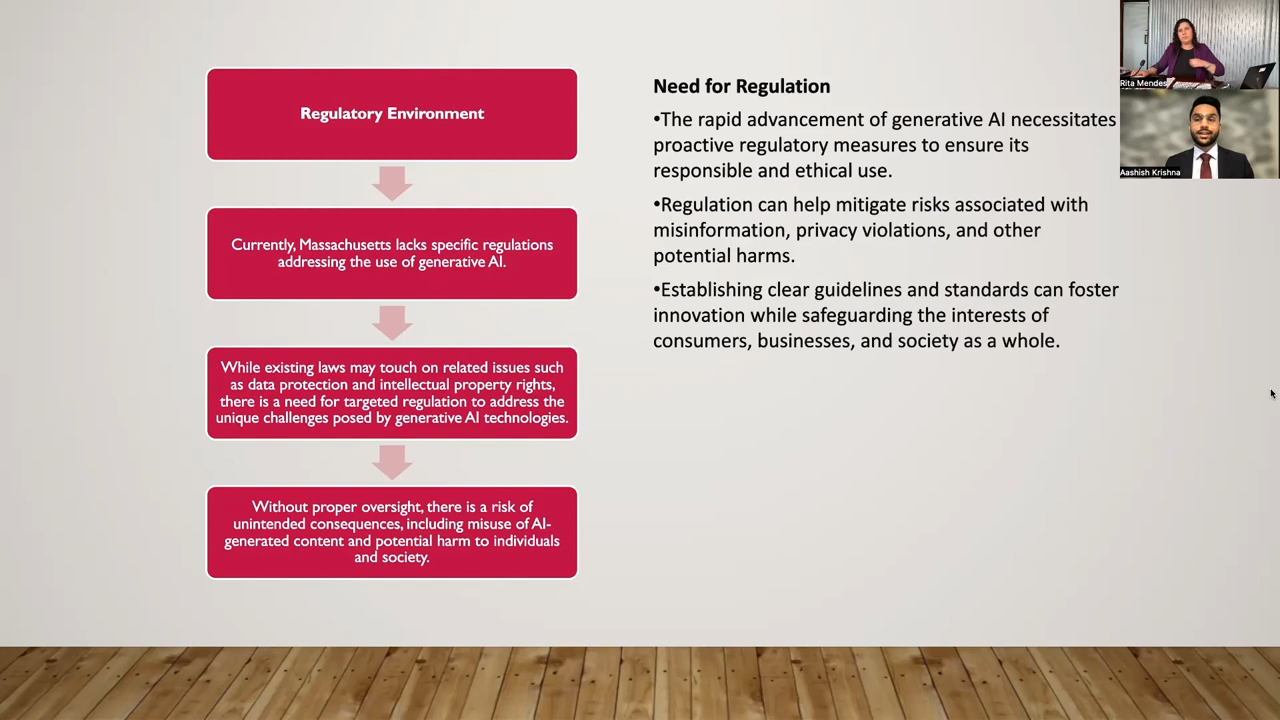 Regulatory Environment
Currently, Massachusetts lacks specific regulations
addressing the use of generative AI.
While existing laws may touch on related issues such
as data protection and intellectual property rights,
there is a need for targeted regulation to address the
unique challenges posed by generative AI technologies.
Without proper oversight, there is a risk of
unintended consequences, including misuse of AI-
generated content and potential harm to individuals
and society.
Need for Regulation
•The rapid advancement of generative AI necessitates
proactive regulatory measures to ensure its
responsible and ethical use.
•Regulation can help mitigate risks associated with
misinformation, privacy violations, and other
potential harms.
•Establishing clear guidelines and standards can foster
innovation while safeguarding the interests of
consumers, businesses, and society as a whole.
Rita Mendes
Aashish Krishna